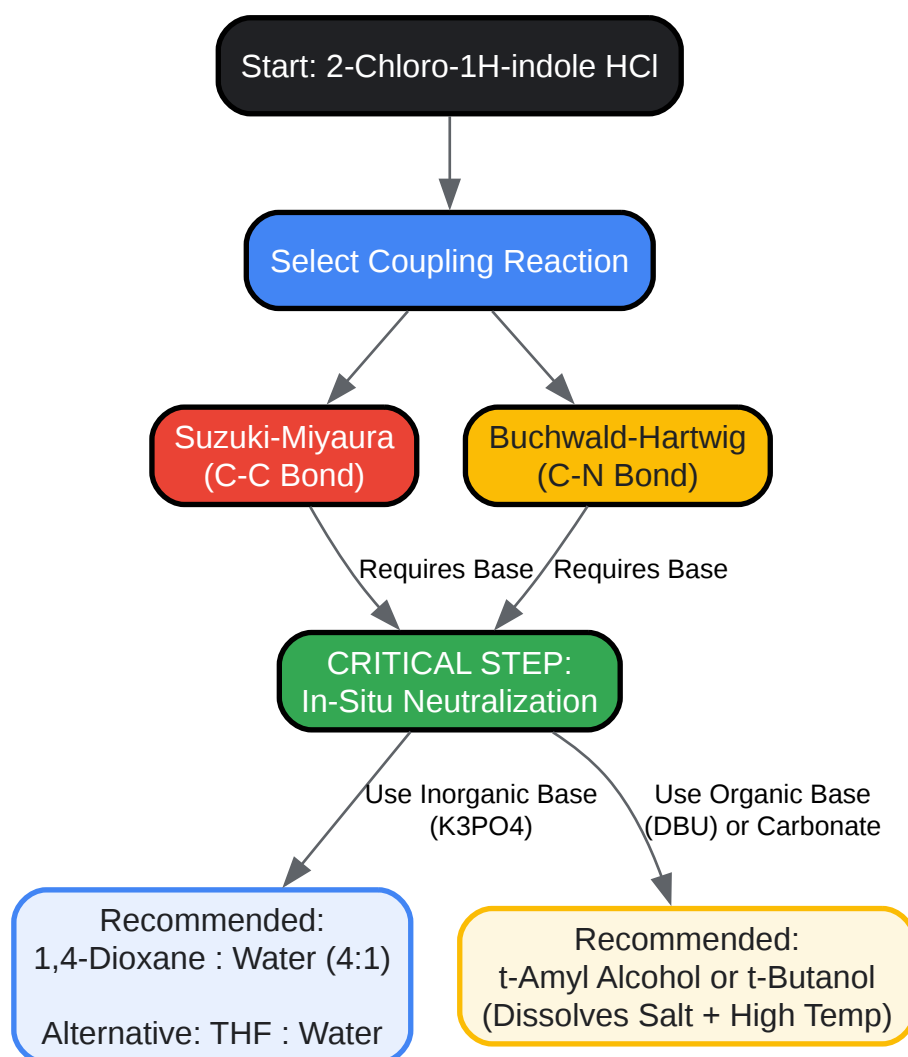 Start: 2-Chloro-1H-indole HCl
Select Coupling Reaction
Suzuki-Miyaura
(C-C Bond)
Buchwald-Hartwig
(C-N Bond)
Requires Base
Requires Base
CRITICAL STEP:
In-Situ Neutralization
Use Inorganic Base
(K3PO4)
Use Organic Base
(DBU) or Carbonate
Recommended:
1,4-Dioxane : Water (4:1)
Alternative: THF : Water
Recommended:
t-Amyl Alcohol or t-Butanol
(Dissolves Salt + High Temp)